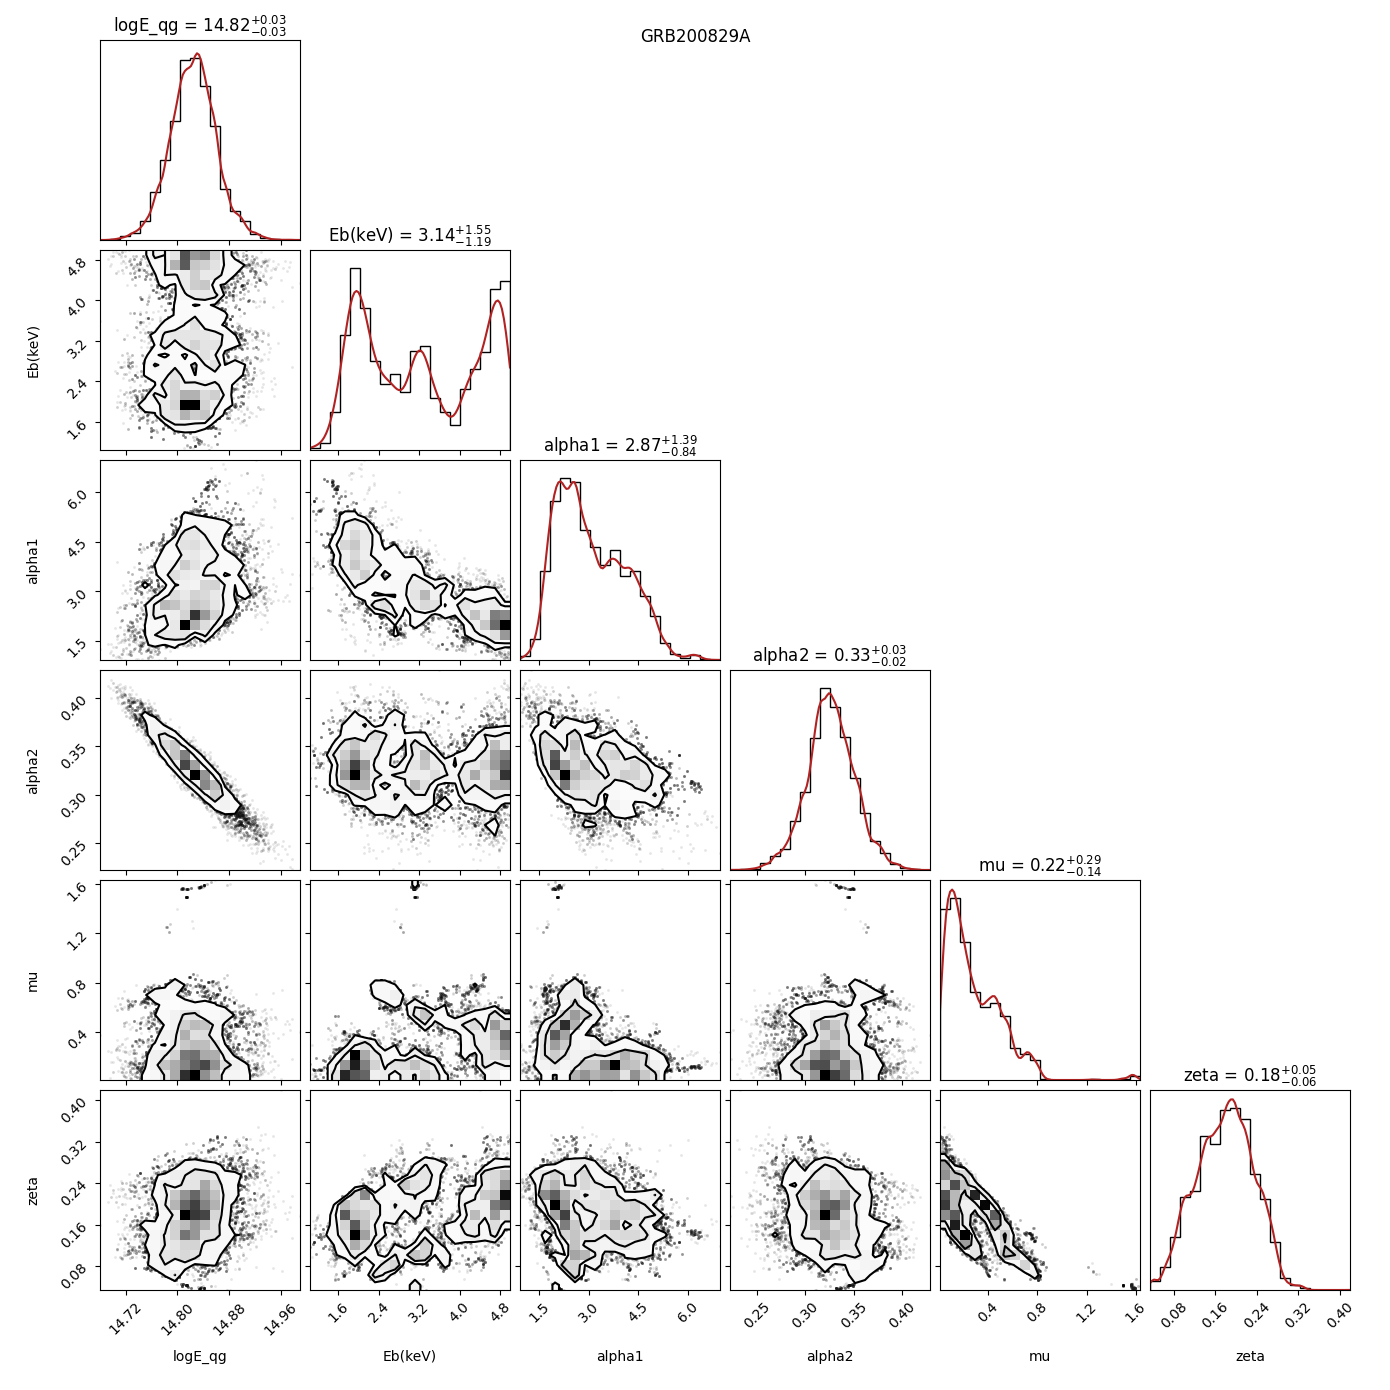 logE_qg = 14.82+0.03−0.03
GRB200829A
Eb(keV) = 3.14+1.55−1.19
4.8
4.0
3.2
2.4
1.6
Eb(keV)
alpha1 = 2.87+1.39−0.84
6.0
4.5
3.0
1.5
alpha1
alpha2 = 0.33+0.03−0.02
0.40
0.35
0.30
0.25
alpha2
mu = 0.22+0.29−0.14
1.6
1.2
0.8
0.4
mu
zeta = 0.18+0.05−0.06
0.40
0.32
0.24
0.16
0.08
zeta
14.72 14.80 14.88 14.96 1.6 2.4 3.2 4.0 4.8 1.5 3.0 4.5 6.0 0.25 0.30 0.35 0.40 0.4 0.8 1.2 1.6 0.08 0.16 0.24 0.32 0.40
logE_qg Eb(keV) alpha1 alpha2 mu zeta